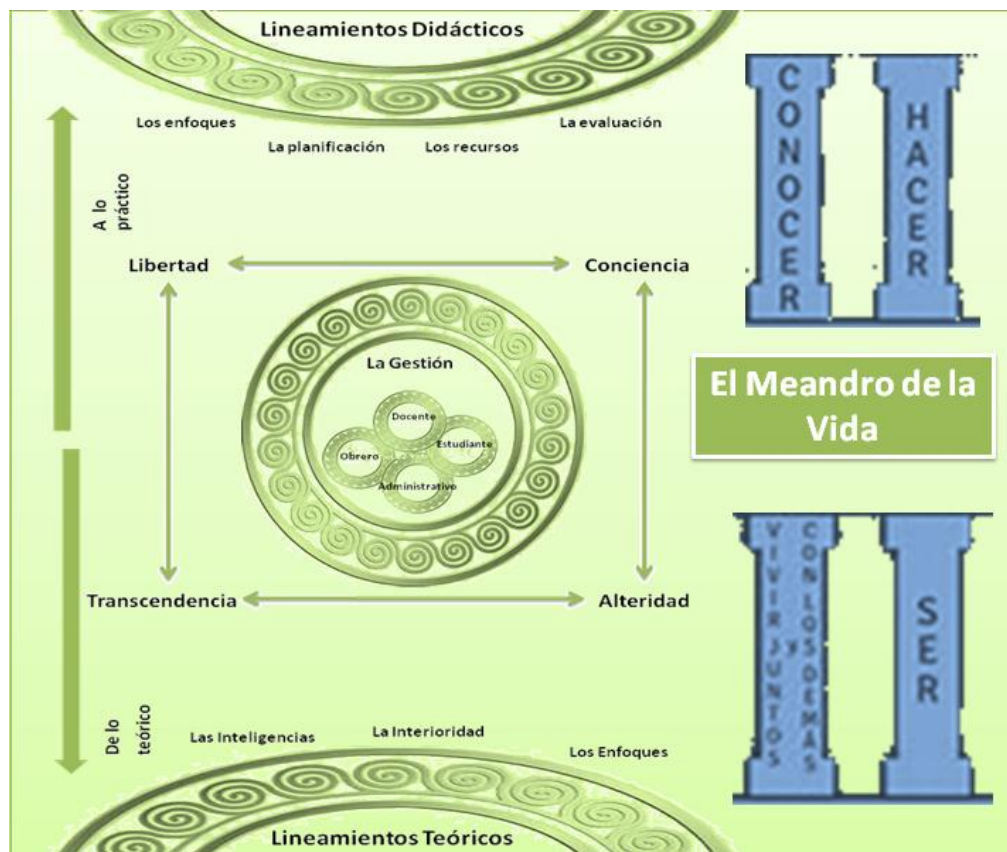 Lineamientos Didácticos
Los enfoques
La planificación
Los recursos
La evaluación
A lo
práctico
Libertad
Conciencia
La Gestión
Docente
Obrero
Estudiante
Administrativo
Transcendencia
Alteridad
De lo
teórico
Las Inteligencias
La Interioridad
Los Enfoques
Lineamientos Teóricos
CONOCER
HACER
El Meandro de la
Vida
VIVIR JUNTOS
y
CON LOS DEMAS
SER